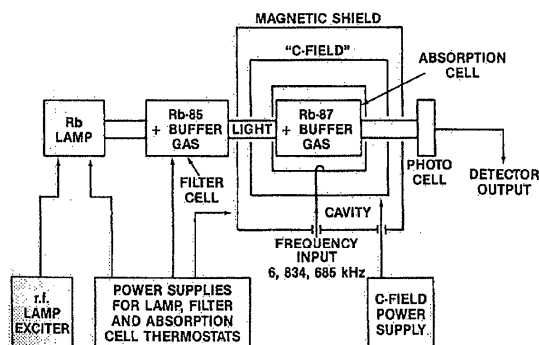 MAGNETIC SHIELD
"C-FIELD"
ABSORPTION
CELL
Rb
LAMP
Rb-85
+ BUFFER
GAS
LIGHT
Rb-87
+ BUFFER
GAS
FILTER
CELL
PHOTO
CELL
DETECTOR
OUTPUT
CAVITY
FREQUENCY
INPUT
6, 834, 685 kHz
r.f.
LAMP
EXCITER
POWER SUPPLIES
FOR LAMP, FILTER
AND ABSORPTION
CELL THERMOSTATS
C-FIELD
POWER
SUPPLY